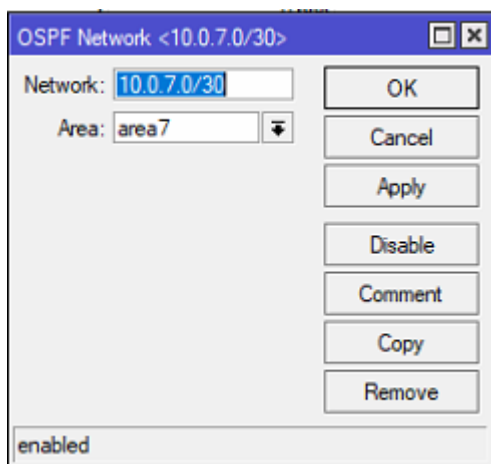 OSPF Network <10.0.7.0/30>
Network: 10.0.7.0/30
Area: area7
OK
Cancel
Apply
Disable
Comment
Copy
Remove
enabled